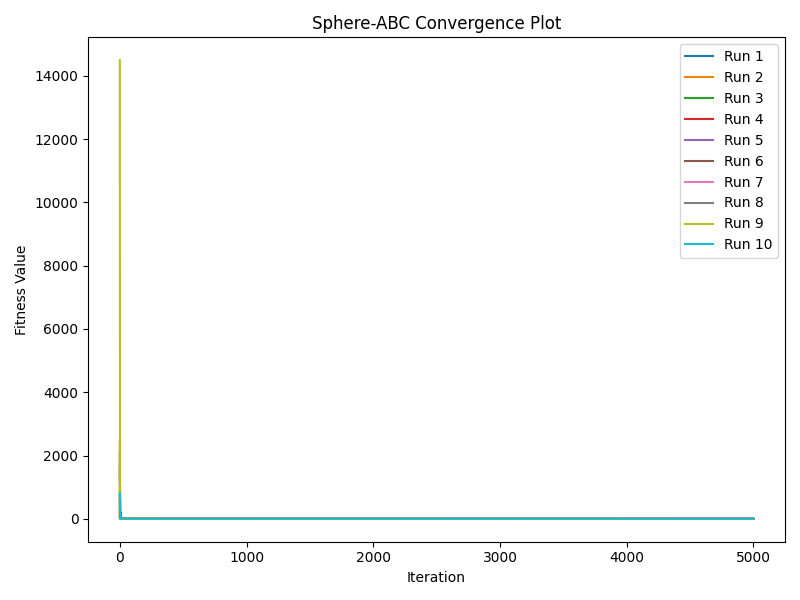 Sphere-ABC Convergence Plot
Fitness Value
14000
12000
10000
8000
6000
4000
2000
0
0
1000
2000
3000
4000
5000
Iteration
Run 1
Run 2
Run 3
Run 4
Run 5
Run 6
Run 7
Run 8
Run 9
Run 10